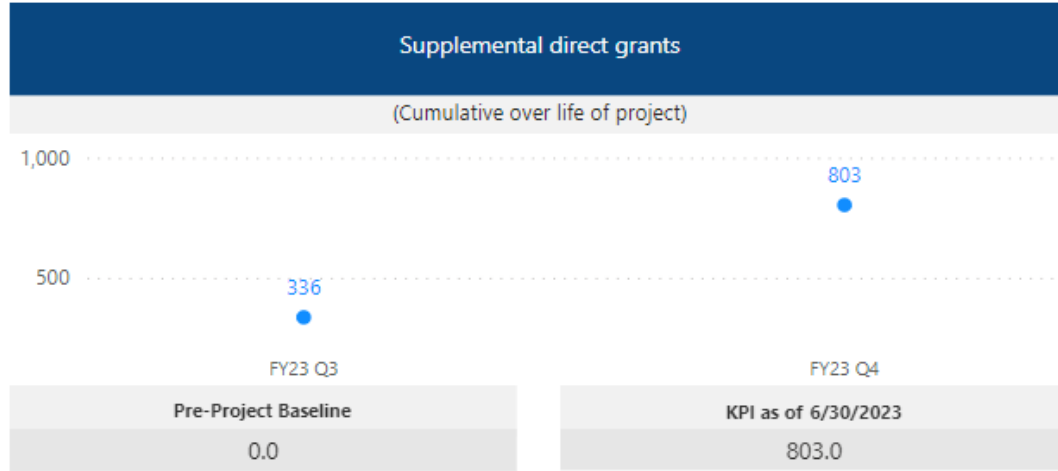 Supplemental direct grants
(Cumulative over life of project)
1,000
803
500
336
FY23 Q3 FY23 Q4
Pre-Project Baseline KPI as of 6/30/2023
0.0 803.0